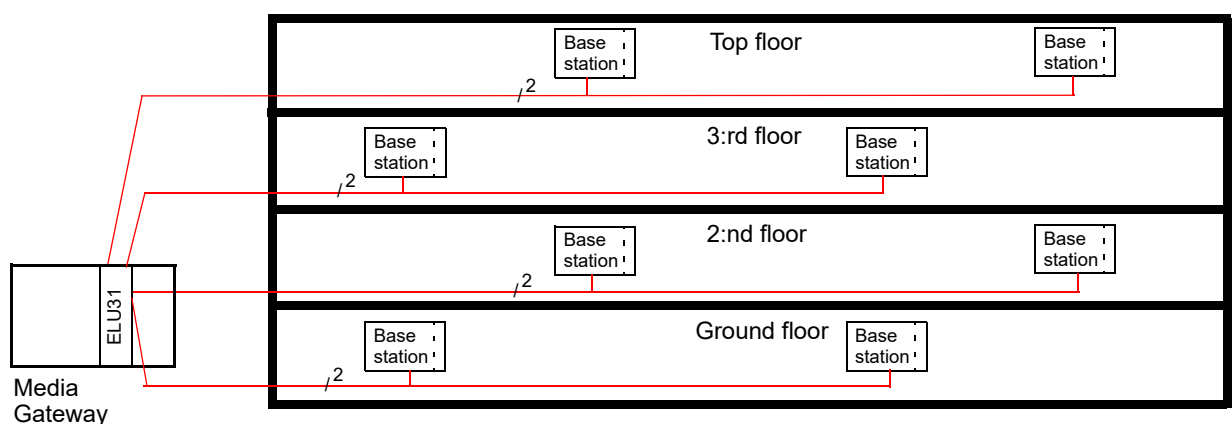 Base
station
Top floor
Base
station
2
Base
station
3:rd floor
Base
station
2
Base
station
2:nd floor
Base
station
2
ELU31
Base
station
Ground floor
Base
station
2
Media
Gateway